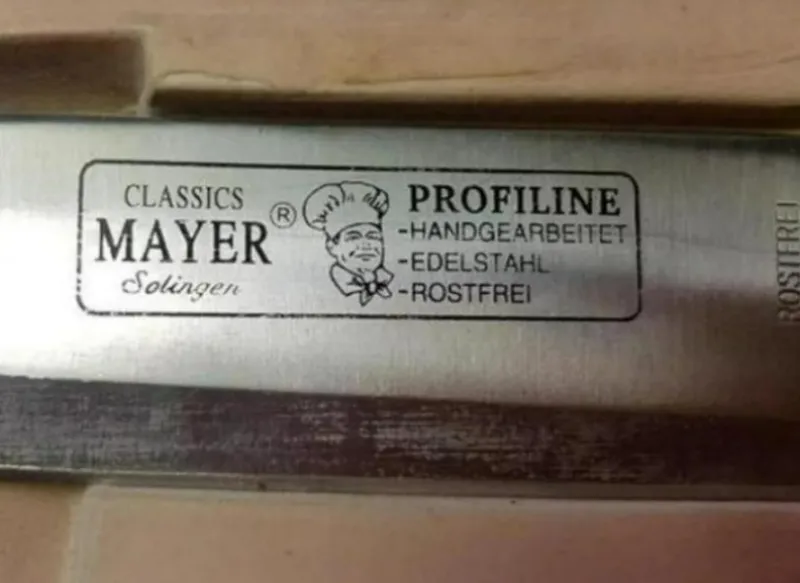 CLASSICS
MAYER ®
Solingen
PROFILINE
-HANDGEARBEITET
-EDELSTAHL
-ROSTFREI
ROSTFREI